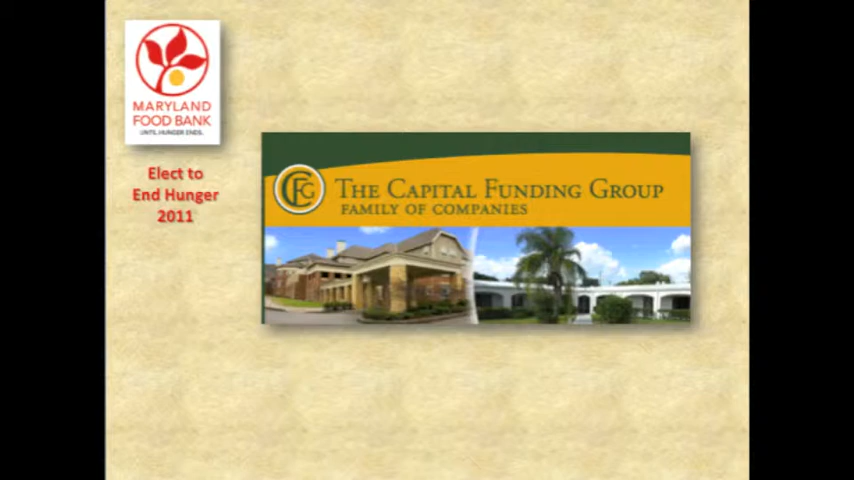 MARYLAND
FOOD BANK
UNTIL HUNGER ENDS.
Elect to
End Hunger
2011
CFG
THE CAPITAL FUNDING GROUP
FAMILY OF COMPANIES